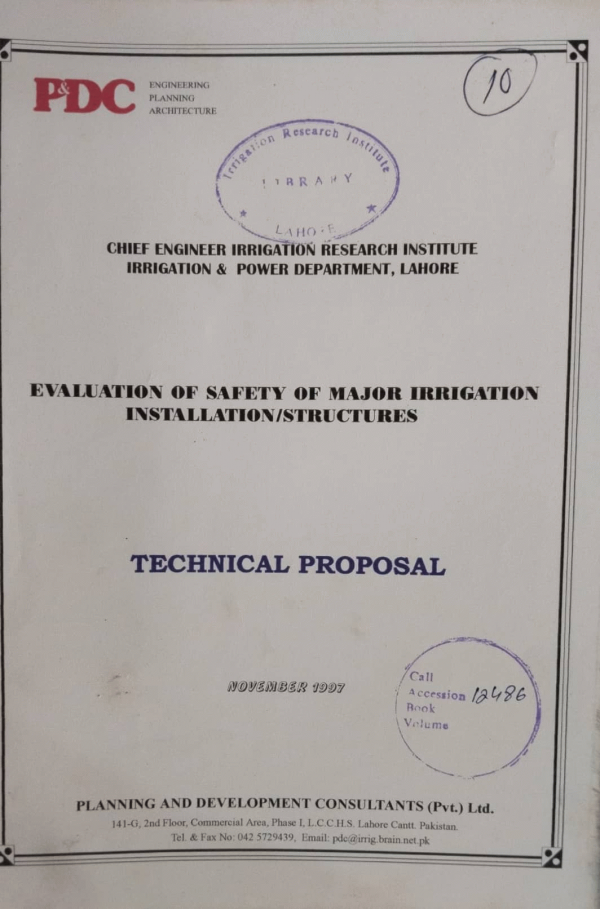 P&DC
ENGINEERING
PLANNING
ARCHITECTURE
10
Irrigation Research Institute
LIBRARY
LAHORE
CHIEF ENGINEER IRRIGATION RESEARCH INSTITUTE
IRRIGATION & POWER DEPARTMENT, LAHORE
EVALUATION OF SAFETY OF MAJOR IRRIGATION
INSTALLATION/STRUCTURES
TECHNICAL PROPOSAL
NOVEMBER 1997
Call
Accession 12486
Book
Volume
PLANNING AND DEVELOPMENT CONSULTANTS (Pvt.) Ltd.
141-G, 2nd Floor, Commercial Area, Phase I, L.C.C.H.S. Lahore Cantt. Pakistan.
Tel. & Fax No: 042 5729439, Email: pdc@irrig.brain.net.pk